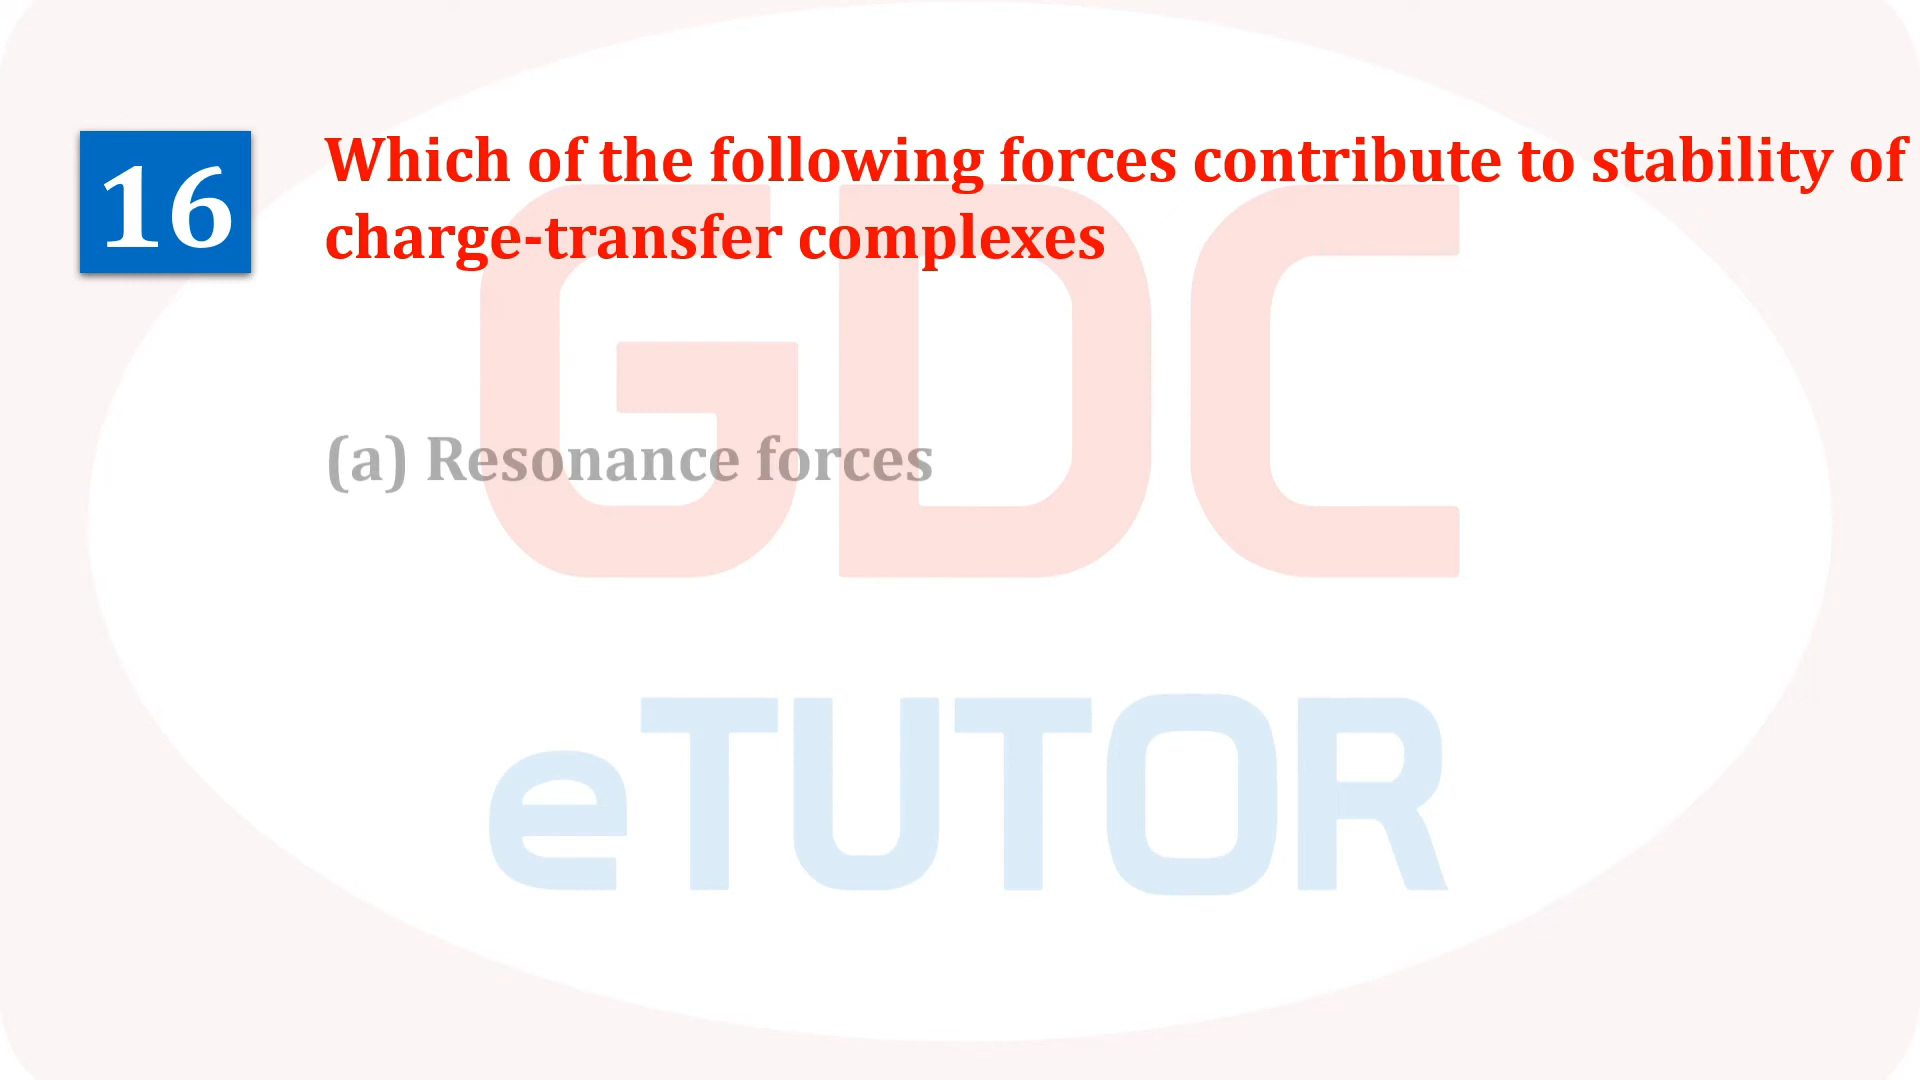 16
Which of the following forces contribute to stability of
charge-transfer complexes
(a) Resonance forces
GDC
eTUTOR